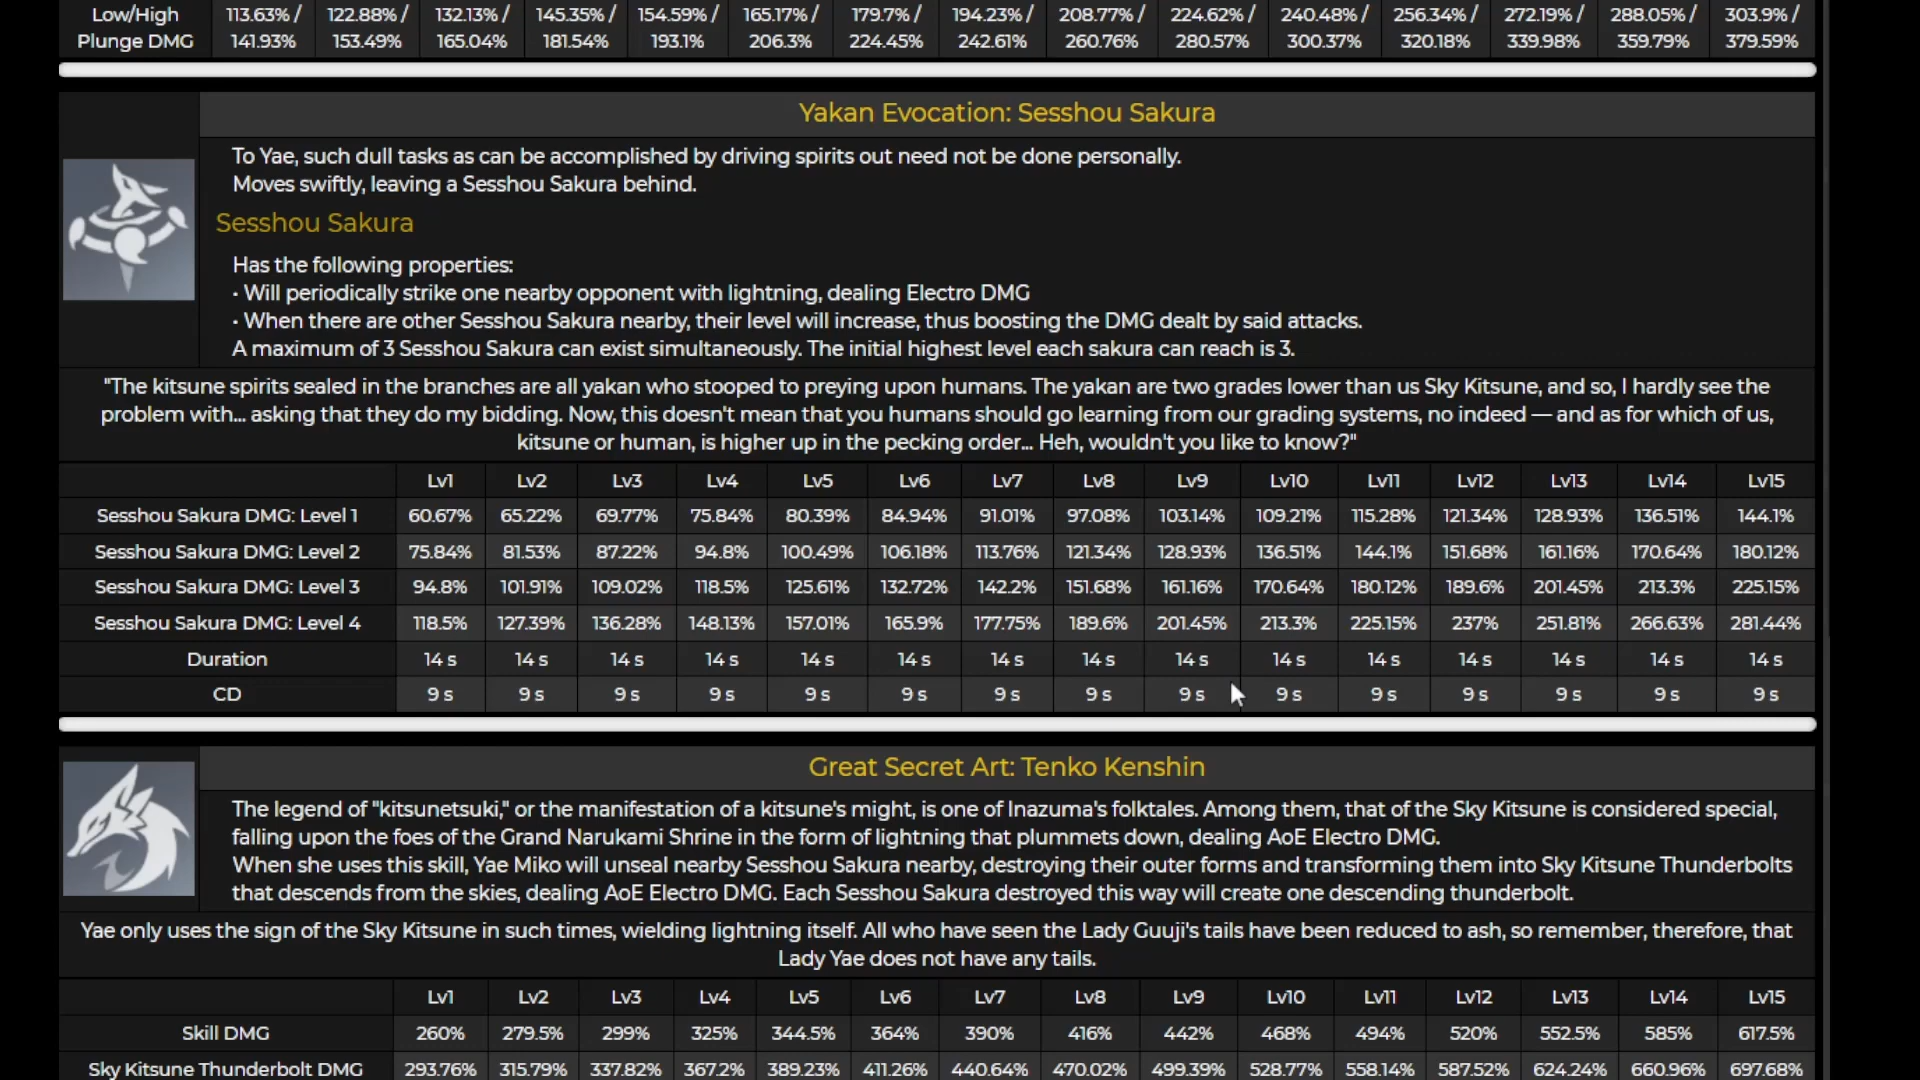 Low/High Plunge DMG 113.63% / 141.93% 122.88% / 153.49% 132.13% / 165.04% 145.35% / 181.54% 154.59% / 193.1% 165.17% / 206.3% 179.7% / 224.45% 194.23% / 242.61% 208.77% / 260.76% 224.62% / 280.57% 240.48% / 300.37% 256.34% / 320.18% 272.19% / 339.98% 288.05% / 359.79% 303.9% / 379.59%
Yakan Evocation: Sesshou Sakura
To Yae, such dull tasks as can be accomplished by driving spirits out need not be done personally.
Moves swiftly, leaving a Sesshou Sakura behind.
Sesshou Sakura
Has the following properties:
• Will periodically strike one nearby opponent with lightning, dealing Electro DMG
• When there are other Sesshou Sakura nearby, their level will increase, thus boosting the DMG dealt by said attacks.
A maximum of 3 Sesshou Sakura can exist simultaneously. The initial highest level each sakura can reach is 3.
"The kitsune spirits sealed in the branches are all yakan who stooped to preying upon humans. The yakan are two grades lower than us Sky Kitsune, and so, I hardly see the
problem with... asking that they do my bidding. Now, this doesn't mean that you humans should go learning from our grading systems, no indeed — and as for which of us,
kitsune or human, is higher up in the pecking order... Heh, wouldn't you like to know?"
Lv1 Lv2 Lv3 Lv4 Lv5 Lv6 Lv7 Lv8 Lv9 Lv10 Lv11 Lv12 Lv13 Lv14 Lv15
Sesshou Sakura DMG: Level 1 60.67% 65.22% 69.77% 75.84% 80.39% 84.94% 91.01% 97.08% 103.14% 109.21% 115.28% 121.34% 128.93% 136.51% 144.1%
Sesshou Sakura DMG: Level 2 75.84% 81.53% 87.22% 94.8% 100.49% 106.18% 113.76% 121.34% 128.93% 136.51% 144.1% 151.68% 161.16% 170.64% 180.12%
Sesshou Sakura DMG: Level 3 94.8% 101.91% 109.02% 118.5% 125.61% 132.72% 142.2% 151.68% 161.16% 170.64% 180.12% 189.6% 201.45% 213.3% 225.15%
Sesshou Sakura DMG: Level 4 118.5% 127.39% 136.28% 148.13% 157.01% 165.9% 177.75% 189.6% 201.45% 213.3% 225.15% 237% 251.81% 266.63% 281.44%
Duration 14 s 14 s 14 s 14 s 14 s 14 s 14 s 14 s 14 s 14 s 14 s 14 s 14 s 14 s 14 s
CD 9 s 9 s 9 s 9 s 9 s 9 s 9 s 9 s 9 s 9 s 9 s 9 s 9 s 9 s 9 s
Great Secret Art: Tenko Kenshin
The legend of "kitsunetsuki," or the manifestation of a kitsune's might, is one of Inazuma's folktales. Among them, that of the Sky Kitsune is considered special,
falling upon the foes of the Grand Narukami Shrine in the form of lightning that plummets down, dealing AoE Electro DMG.
When she uses this skill, Yae Miko will unseal nearby Sesshou Sakura nearby, destroying their outer forms and transforming them into Sky Kitsune Thunderbolts
that descends from the skies, dealing AoE Electro DMG. Each Sesshou Sakura destroyed this way will create one descending thunderbolt.
Yae only uses the sign of the Sky Kitsune in such times, wielding lightning itself. All who have seen the Lady Guuji's tails have been reduced to ash, so remember, therefore, that
Lady Yae does not have any tails.
Lv1 Lv2 Lv3 Lv4 Lv5 Lv6 Lv7 Lv8 Lv9 Lv10 Lv11 Lv12 Lv13 Lv14 Lv15
Skill DMG 260% 279.5% 299% 325% 344.5% 364% 390% 416% 442% 468% 494% 520% 552.5% 585% 617.5%
Sky Kitsune Thunderbolt DMG 293.76% 315.79% 337.82% 367.2% 389.23% 411.26% 440.64% 470.02% 499.39% 528.77% 558.14% 587.52% 624.24% 660.96% 697.68%